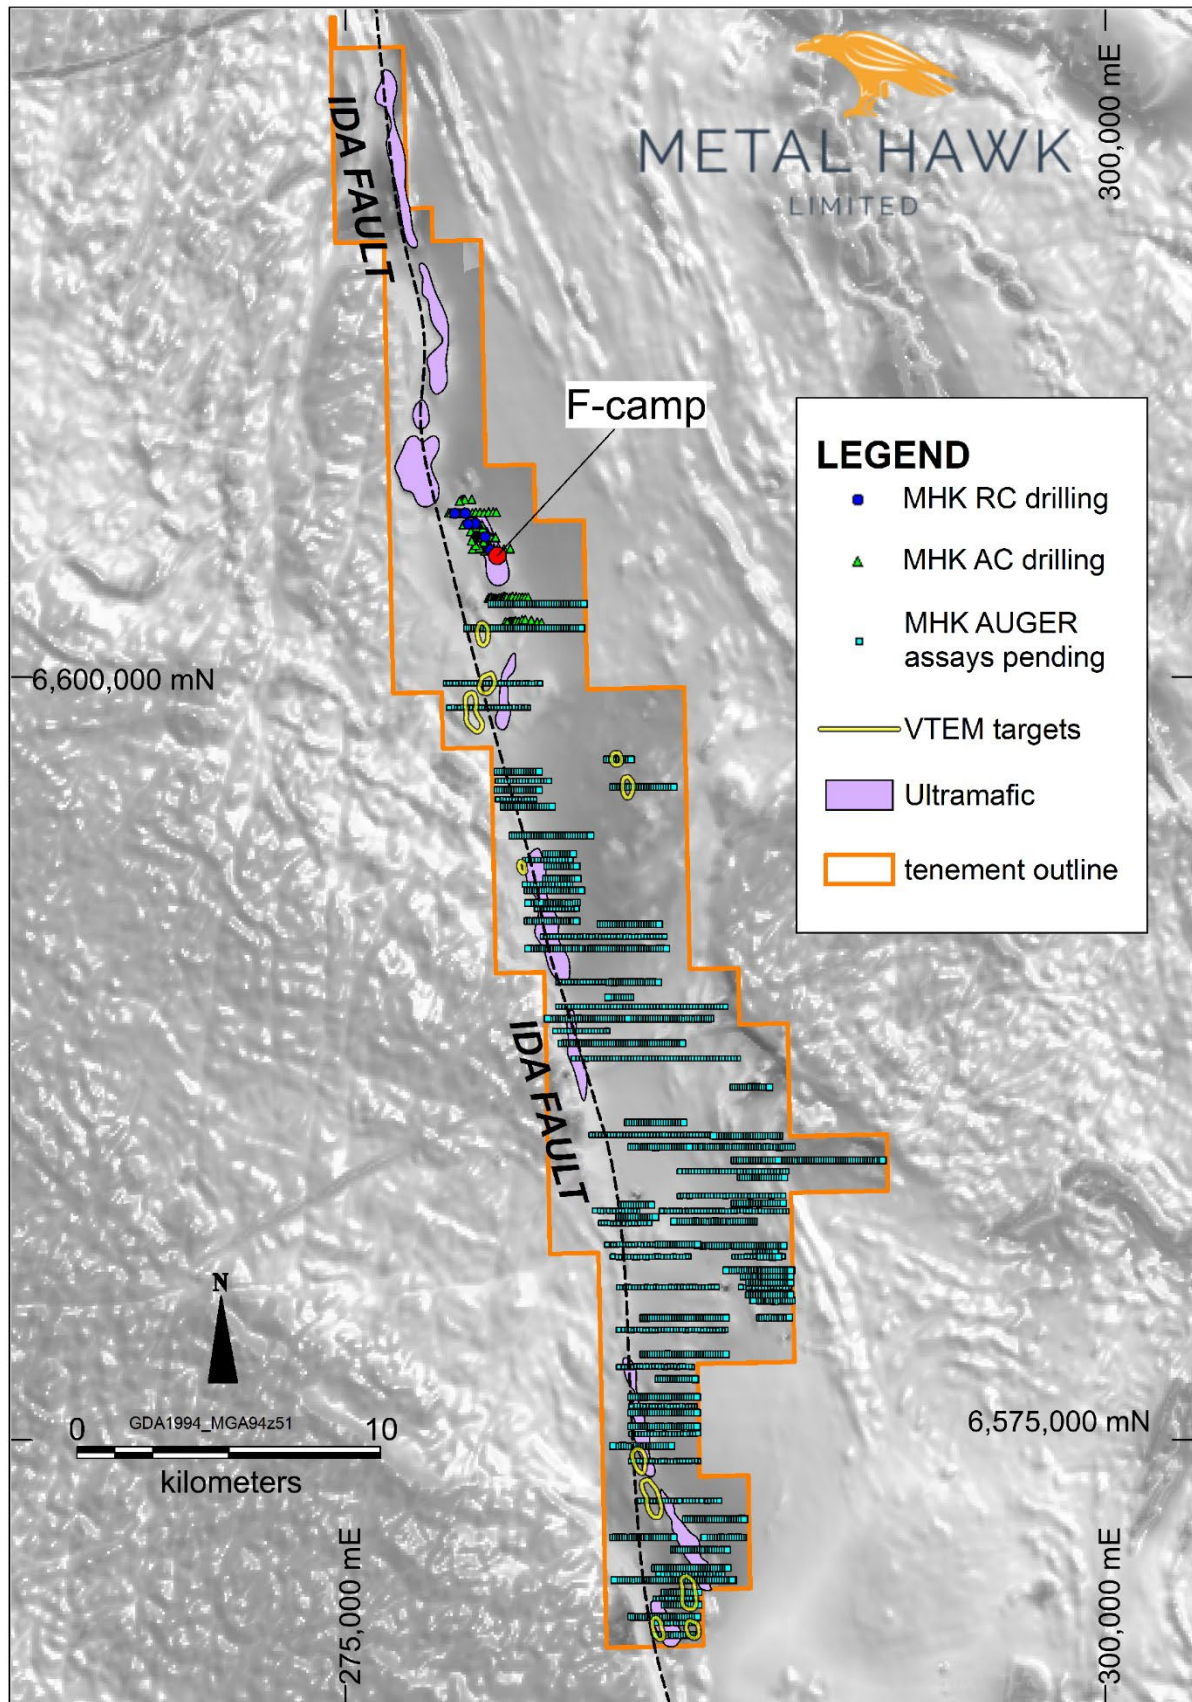 METAL HAWK
LIMITED
300,000 mE
IDA FAULT
F-camp
LEGEND
MHK RC drilling
MHK AC drilling
MHK AUGER
assays pending
VTEM targets
Ultramafic
tenement outline
6,600,000 mN
IDA FAULT
N
GDA1994_MGA94z51
0 10
kilometers
6,575,000 mN
275,000 mE
300,000 mE